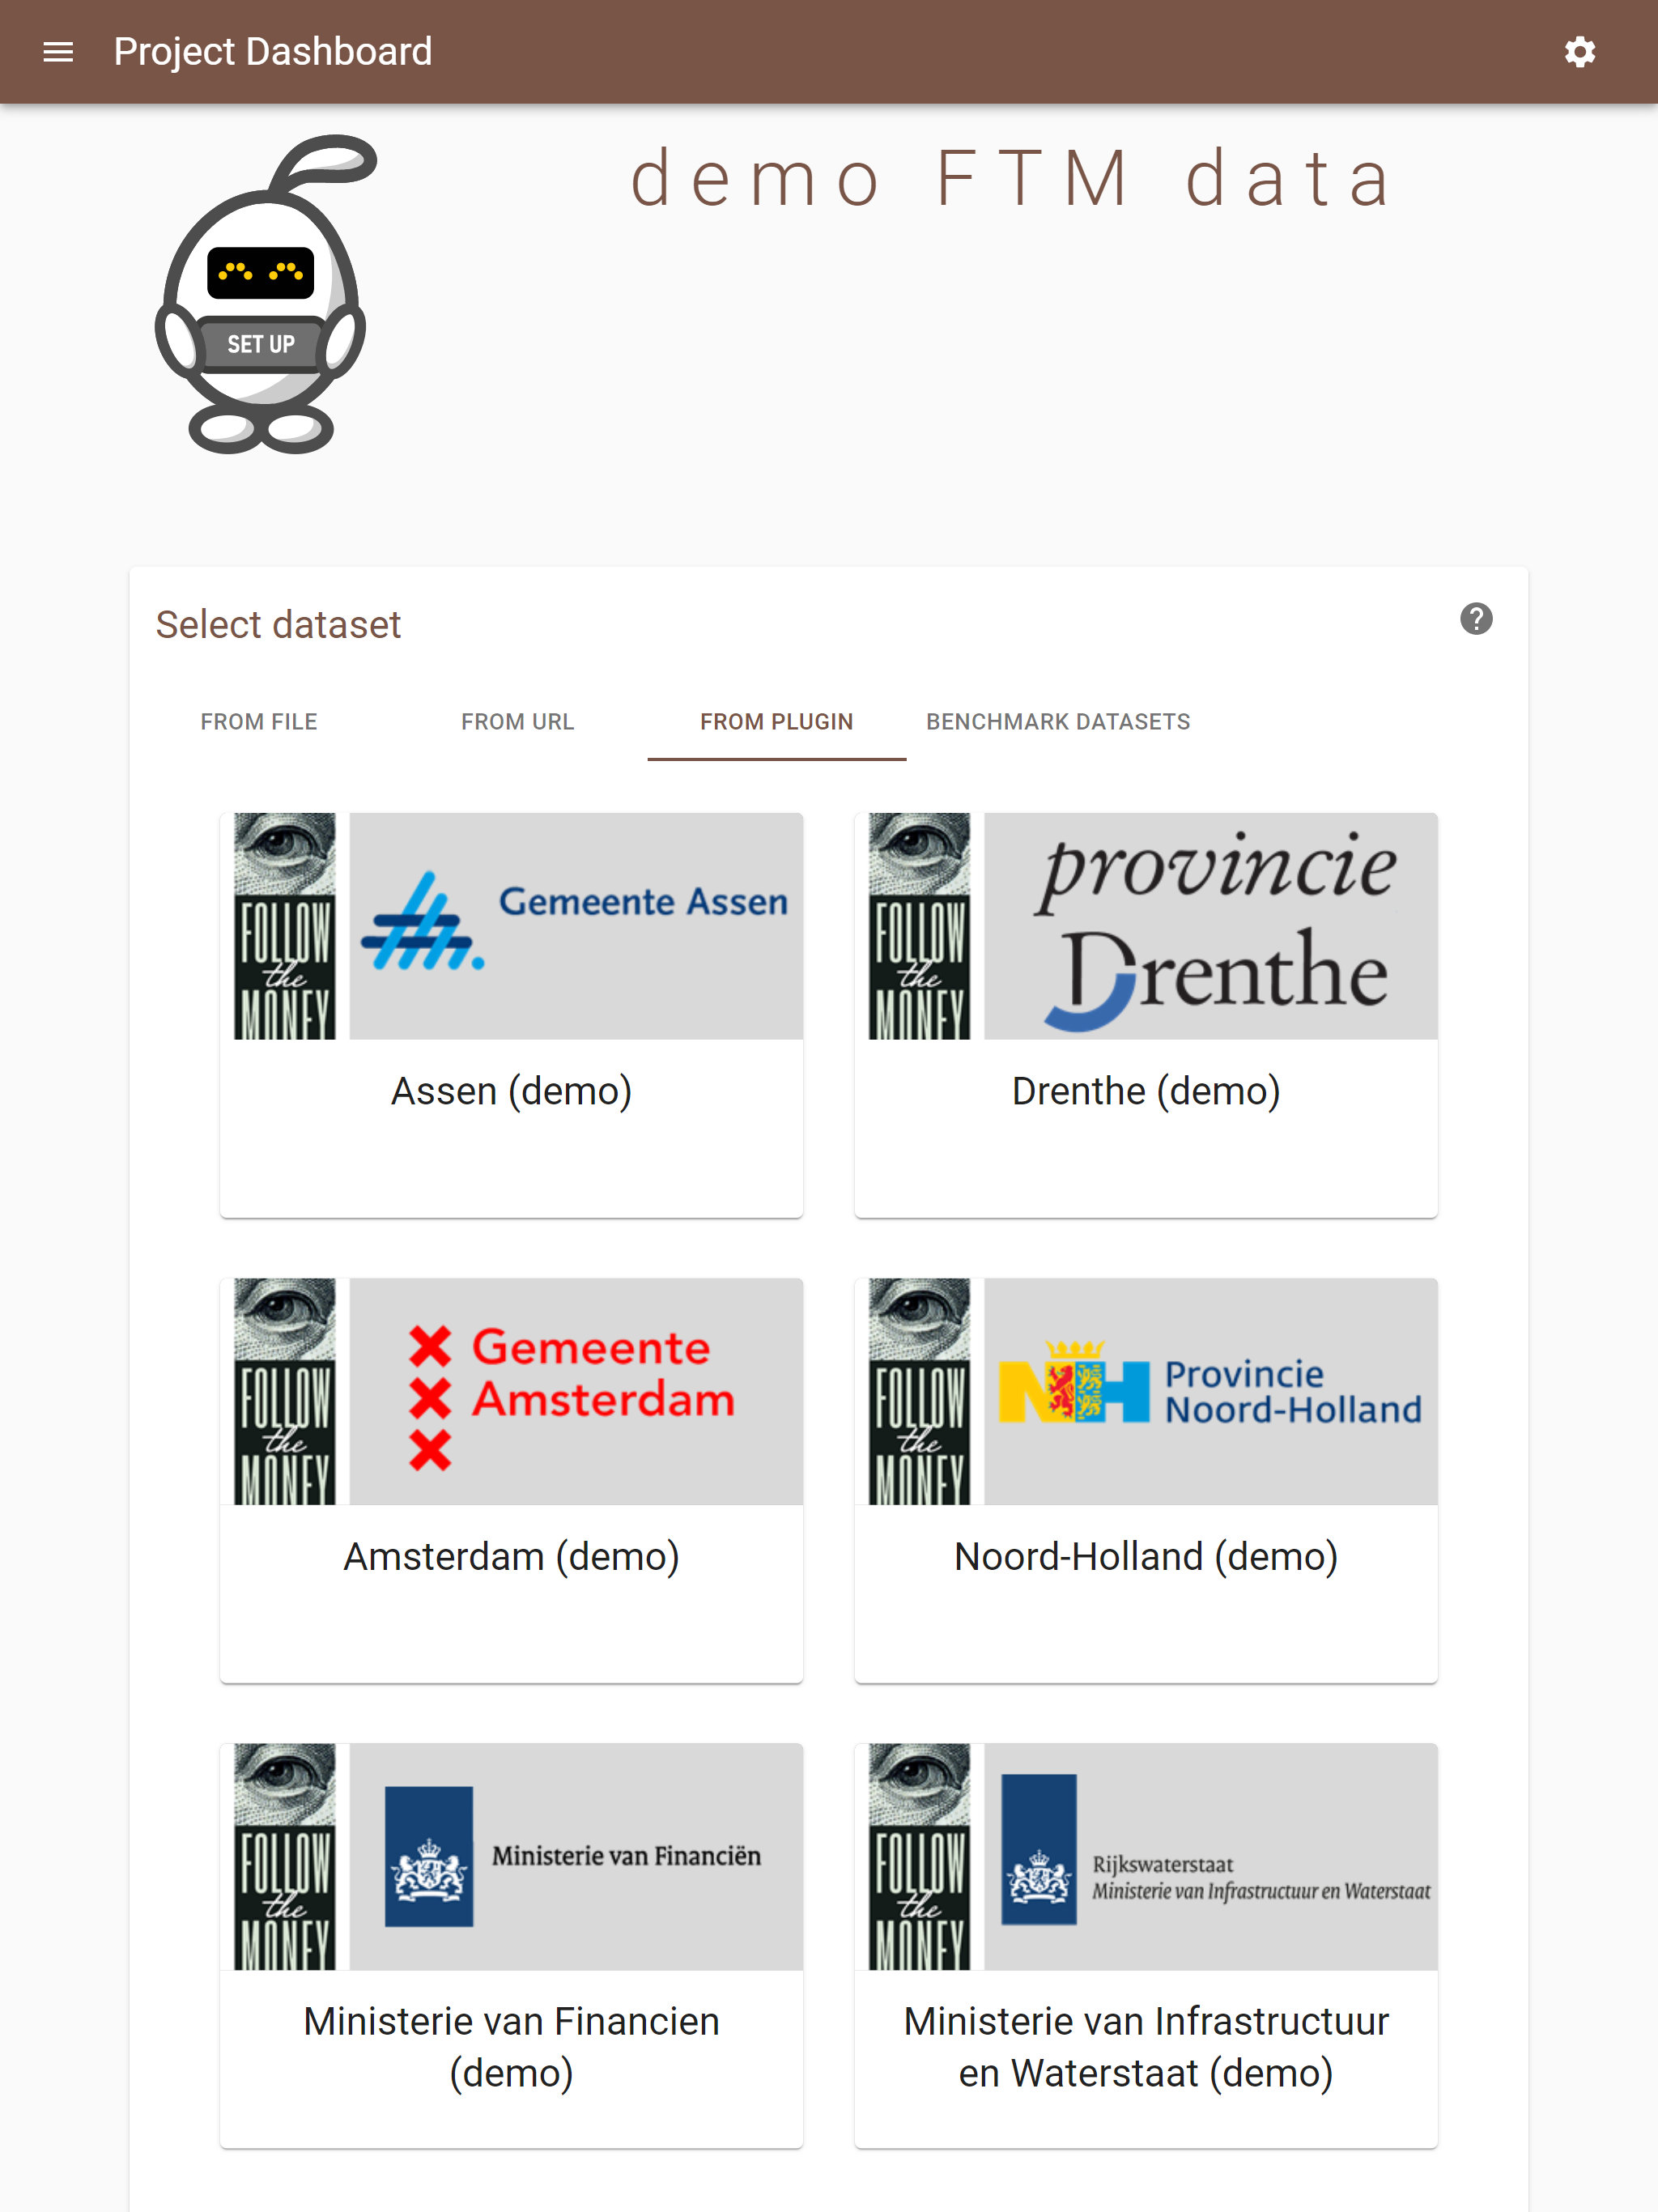 Project Dashboard
demo FTM data
SET UP
Select dataset
FROM FILE
FROM URL
FROM PLUGIN
BENCHMARK DATASETS
FOLLOW
the
MONEY
Gemeente Assen
Assen (demo)
FOLLOW
the
MONEY
provincie
Drenthe
Drenthe (demo)
FOLLOW
the
MONEY
Gemeente
Amsterdam
Amsterdam (demo)
FOLLOW
the
MONEY
NH
Provincie
Noord-Holland
Noord-Holland (demo)
FOLLOW
the
MONEY
Ministerie van Financiën
Ministerie van Financien
(demo)
FOLLOW
the
MONEY
Rijkswaterstaat
Ministerie van Infrastructuur en Waterstaat
Ministerie van Infrastructuur
en Waterstaat (demo)